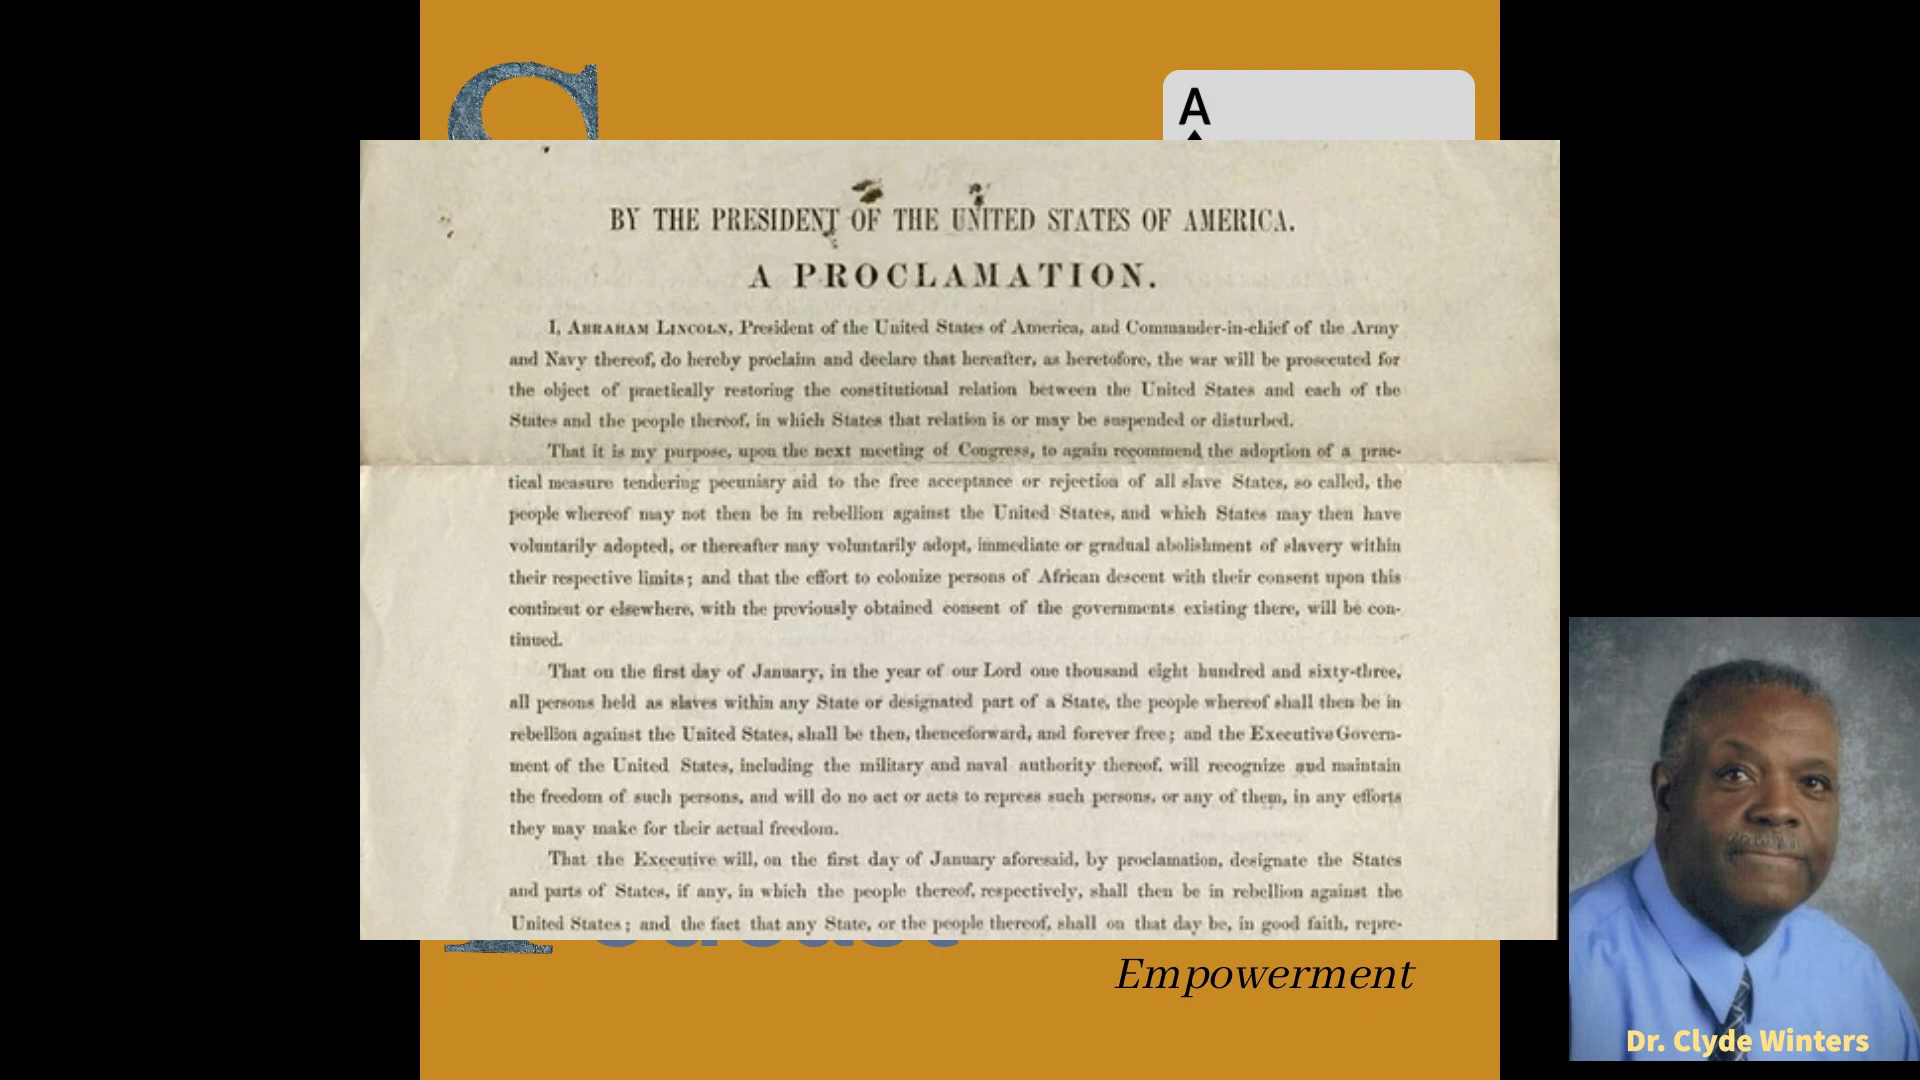 S
A
BY THE PRESIDENT OF THE UNITED STATES OF AMERICA.
A PROCLAMATION.
I, ABRAHAM LINCOLN, President of the United States of America, and Commander-in-chief of the Army
and Navy thereof, do hereby proclaim and declare that hereafter, as heretofore, the war will be prosecuted for
the object of practically restoring the constitutional relation between the United States and each of the
States and the people thereof, in which States that relation is or may be suspended or disturbed.
That it is my purpose, upon the next meeting of Congress, to again recommend the adoption of a prac-
tical measure tendering pecuniary aid to the free acceptance or rejection of all slave States, so called, the
people whereof may not then be in rebellion against the United States, and which States may then have
voluntarily adopted, or thereafter may voluntarily adopt, immediate or gradual abolishment of slavery within
their respective limits; and that the effort to colonize persons of African descent with their consent upon this
continent or elsewhere, with the previously obtained consent of the governments existing there, will be con-
tinued.
That on the first day of January, in the year of our Lord one thousand eight hundred and sixty-three,
all persons held as slaves within any State or designated part of a State, the people whereof shall then be in
rebellion against the United States, shall be then, thenceforward, and forever free; and the Executive Govern-
ment of the United States, including the military and naval authority thereof, will recognize and maintain
the freedom of such persons, and will do no act or acts to repress such persons, or any of them, in any efforts
they may make for their actual freedom.
That the Executive will, on the first day of January aforesaid, by proclamation, designate the States
and parts of States, if any, in which the people thereof, respectively, shall then be in rebellion against the
United States; and the fact that any State, or the people thereof, shall on that day be, in good faith, repre-
Empowerment
Dr. Clyde Winters